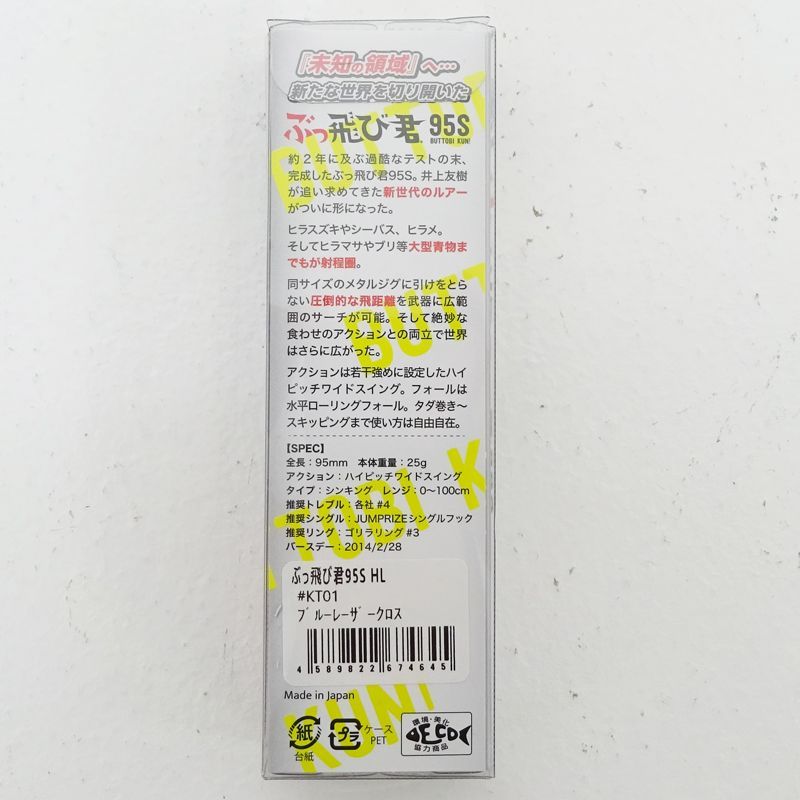 『未知の領域』へ…
新たな世界を切り開いた
ぶっ飛び君 95S
BUTTOBI KUN!
約2年に及ぶ過酷なテストの末、
完成したぶっ飛び君95S。井上友樹
が追い求めてきた新世代のルアー
がついに形になった。
ヒラスズキやシーバス、ヒラメ。
そしてヒラマサやブリ等大型青物ま
でもが射程圏。
同サイズのメタルジグに引けをとら
ない圧倒的な飛距離を武器に広範
囲のサーチが可能。そして絶妙な
食わせのアクションとの両立で世界
はさらに広がった。
アクションは若干強めに設定したハイ
ピッチワイドスイング。フォールは
水平ローリングフォール。タダ巻き〜
スキッピングまで使い方は自由自在。
【SPEC】
全長：95mm 本体重量：25g
アクション：ハイピッチワイドスイング
タイプ：シンキング レンジ：0〜100cm
推奨トレブル：各社 #4
推奨シングル：JUMPRIZEシングルフック
推奨リング：ゴリラリング #3
バースデー：2014/2/28
ぶっ飛び君95S HL
#KT01
ﾌﾞﾙｰﾚｰｻﾞｰｸﾛｽ
4 589822 674645
Made in Japan
紙
台紙
プラ
ケース
PET
環境・美化
ECO
協力商品